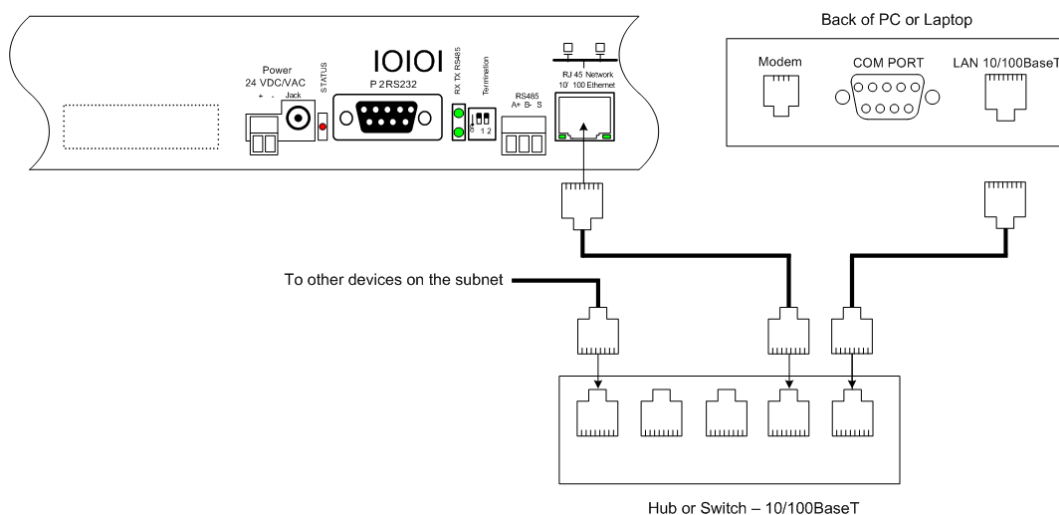 Back of PC or Laptop
IOIOI
Power
24 VDC/VAC
+ - Jack
STATUS
P 2 RS232
RX TX RS485
Termination
on
1 2
RS485
A+ B- S
RJ 45 Network
10/ 100 Ethernet
Modem
COM PORT
LAN 10/100BaseT
To other devices on the subnet
Hub or Switch – 10/100BaseT